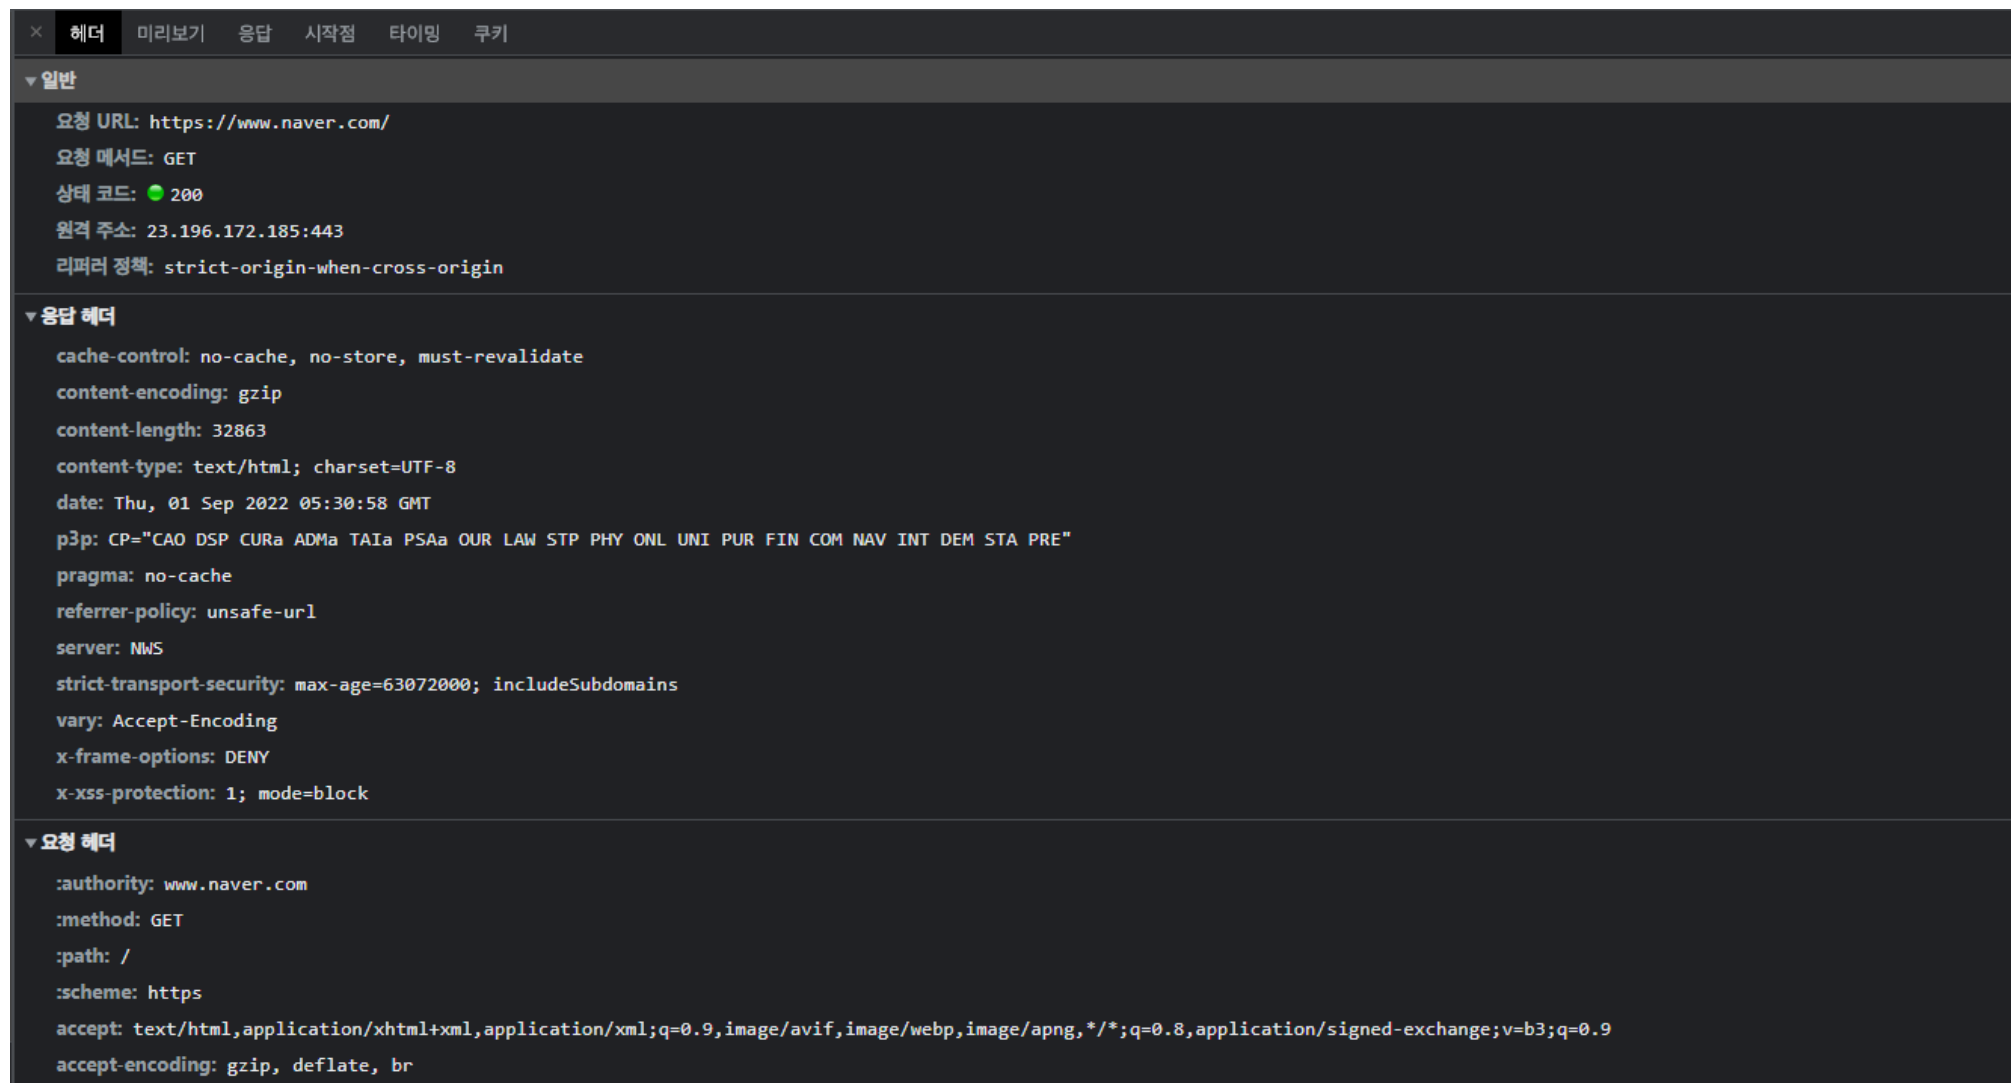 × 헤더 미리보기 응답 시작점 타이밍 쿠키
▼ 일반
요청 URL: https://www.naver.com/
요청 메서드: GET
상태 코드: 200
원격 주소: 23.196.172.185:443
리퍼러 정책: strict-origin-when-cross-origin
▼ 응답 헤더
cache-control: no-cache, no-store, must-revalidate
content-encoding: gzip
content-length: 32863
content-type: text/html; charset=UTF-8
date: Thu, 01 Sep 2022 05:30:58 GMT
p3p: CP="CAO DSP CURa ADMa TAIa PSAa OUR LAW STP PHY ONL UNI PUR FIN COM NAV INT DEM STA PRE"
pragma: no-cache
referrer-policy: unsafe-url
server: NWS
strict-transport-security: max-age=63072000; includeSubdomains
vary: Accept-Encoding
x-frame-options: DENY
x-xss-protection: 1; mode=block
▼ 요청 헤더
:authority: www.naver.com
:method: GET
:path: /
:scheme: https
accept: text/html,application/xhtml+xml,application/xml;q=0.9,image/avif,image/webp,image/apng,*/*;q=0.8,application/signed-exchange;v=b3;q=0.9
accept-encoding: gzip, deflate, br